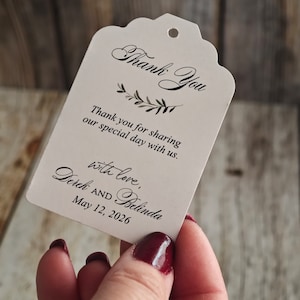 Thank You
Thank you for sharing
our special day with us.
with love,
Derek AND Belinda
May 12, 2026